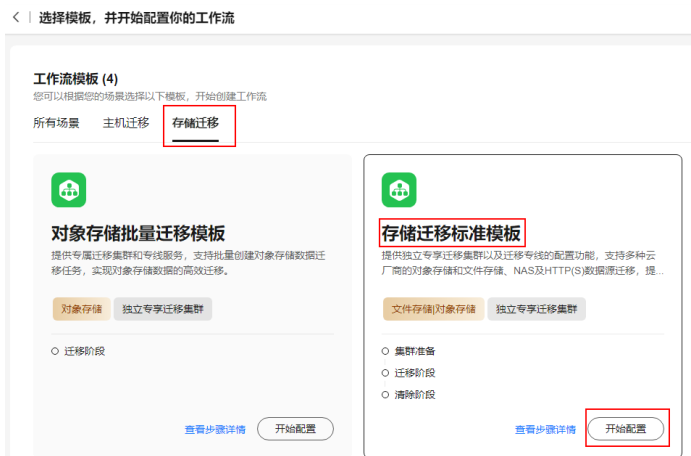 选择模板，并开始配置你的工作流
工作流模板 (4)
您可以根据您的场景选择以下模板，开始创建工作流
所有场景 主机迁移 存储迁移
对象存储批量迁移模板
提供专属迁移集群和专线服务，支持批量创建对象存储数据迁
移任务，实现对象存储数据的高效迁移。
对象存储 独立专享迁移集群
迁移阶段
查看步骤详情 开始配置
存储迁移标准模板
提供独立专享迁移集群以及迁移专线的配置功能，支持多种云
厂商的对象存储和文件存储、NAS及HTTP(S)数据源迁移，提...
文件存储|对象存储 独立专享迁移集群
集群准备
迁移阶段
清除阶段
查看步骤详情 开始配置